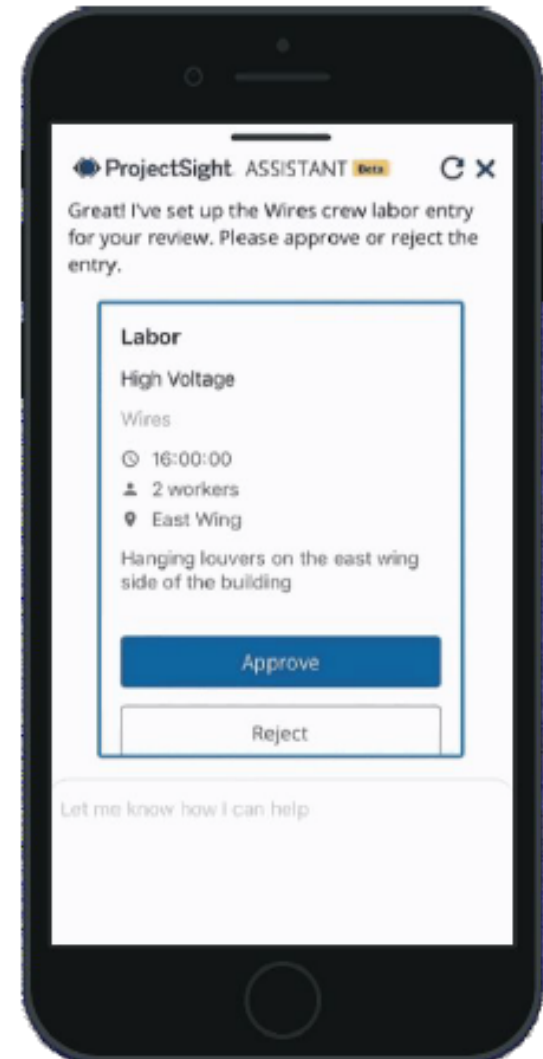 ProjectSight ASSISTANT Beta
Great! I've set up the Wires crew labor entry
for your review. Please approve or reject the
entry.
Labor
High Voltage
Wires
16:00:00
2 workers
East Wing
Hanging louvers on the east wing
side of the building
Approve
Reject
Let me know how I can help